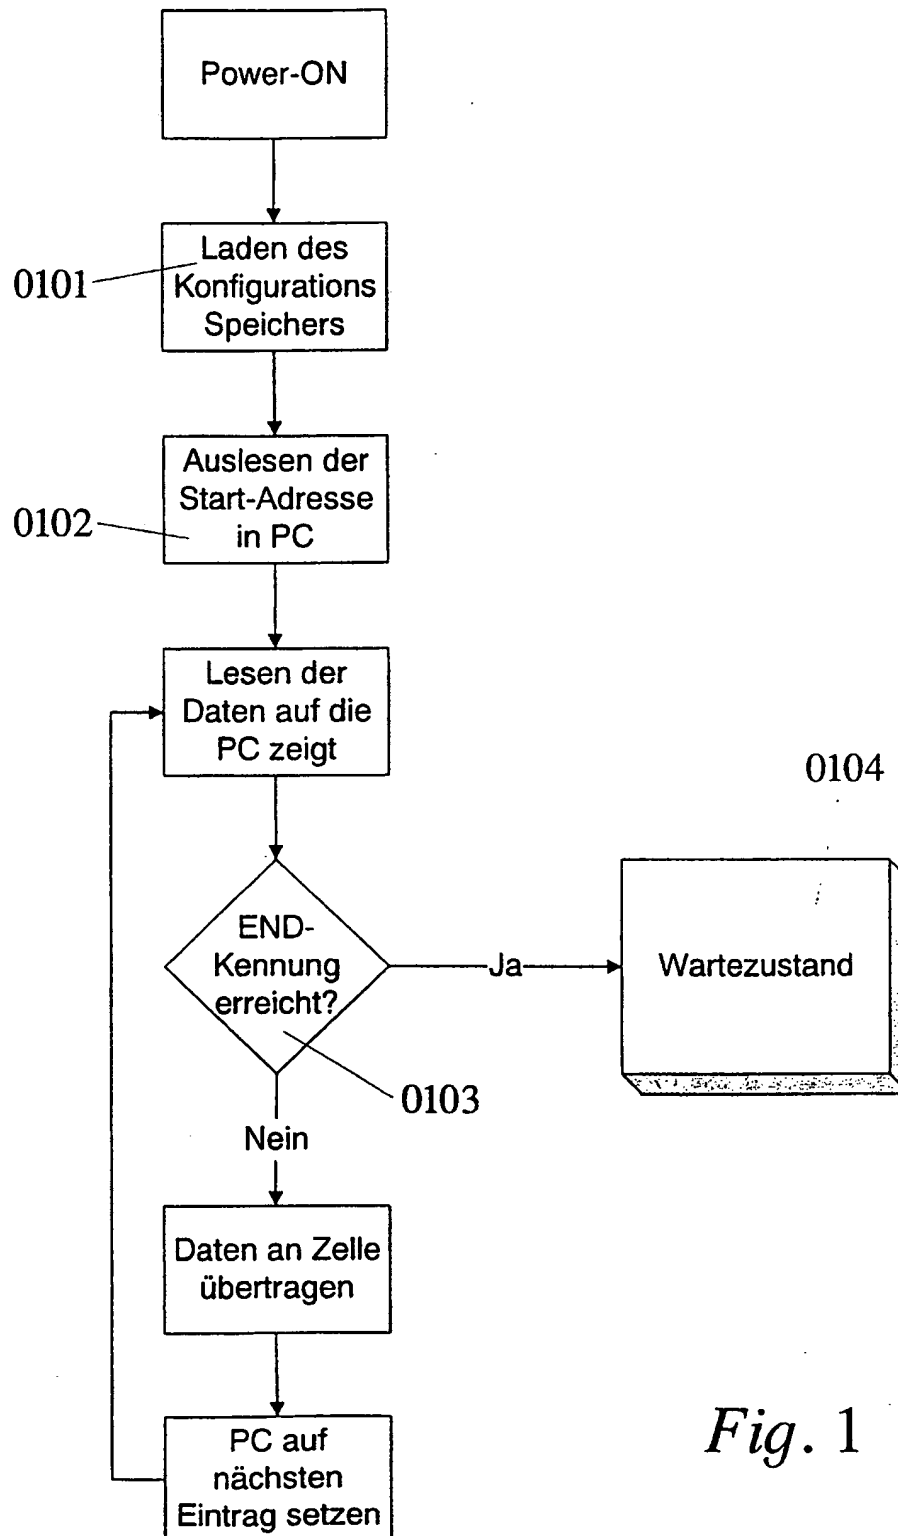 Power-ON
0101
Laden des
Konfigurations
Speichers
0102
Auslesen der
Start-Adresse
in PC
Lesen der
Daten auf die
PC zeigt
0104
END-
Kennung
erreicht?
Ja
Wartezustand
0103
Nein
Daten an Zelle
übertragen
PC auf
nächsten
Eintrag setzen
Fig. 1